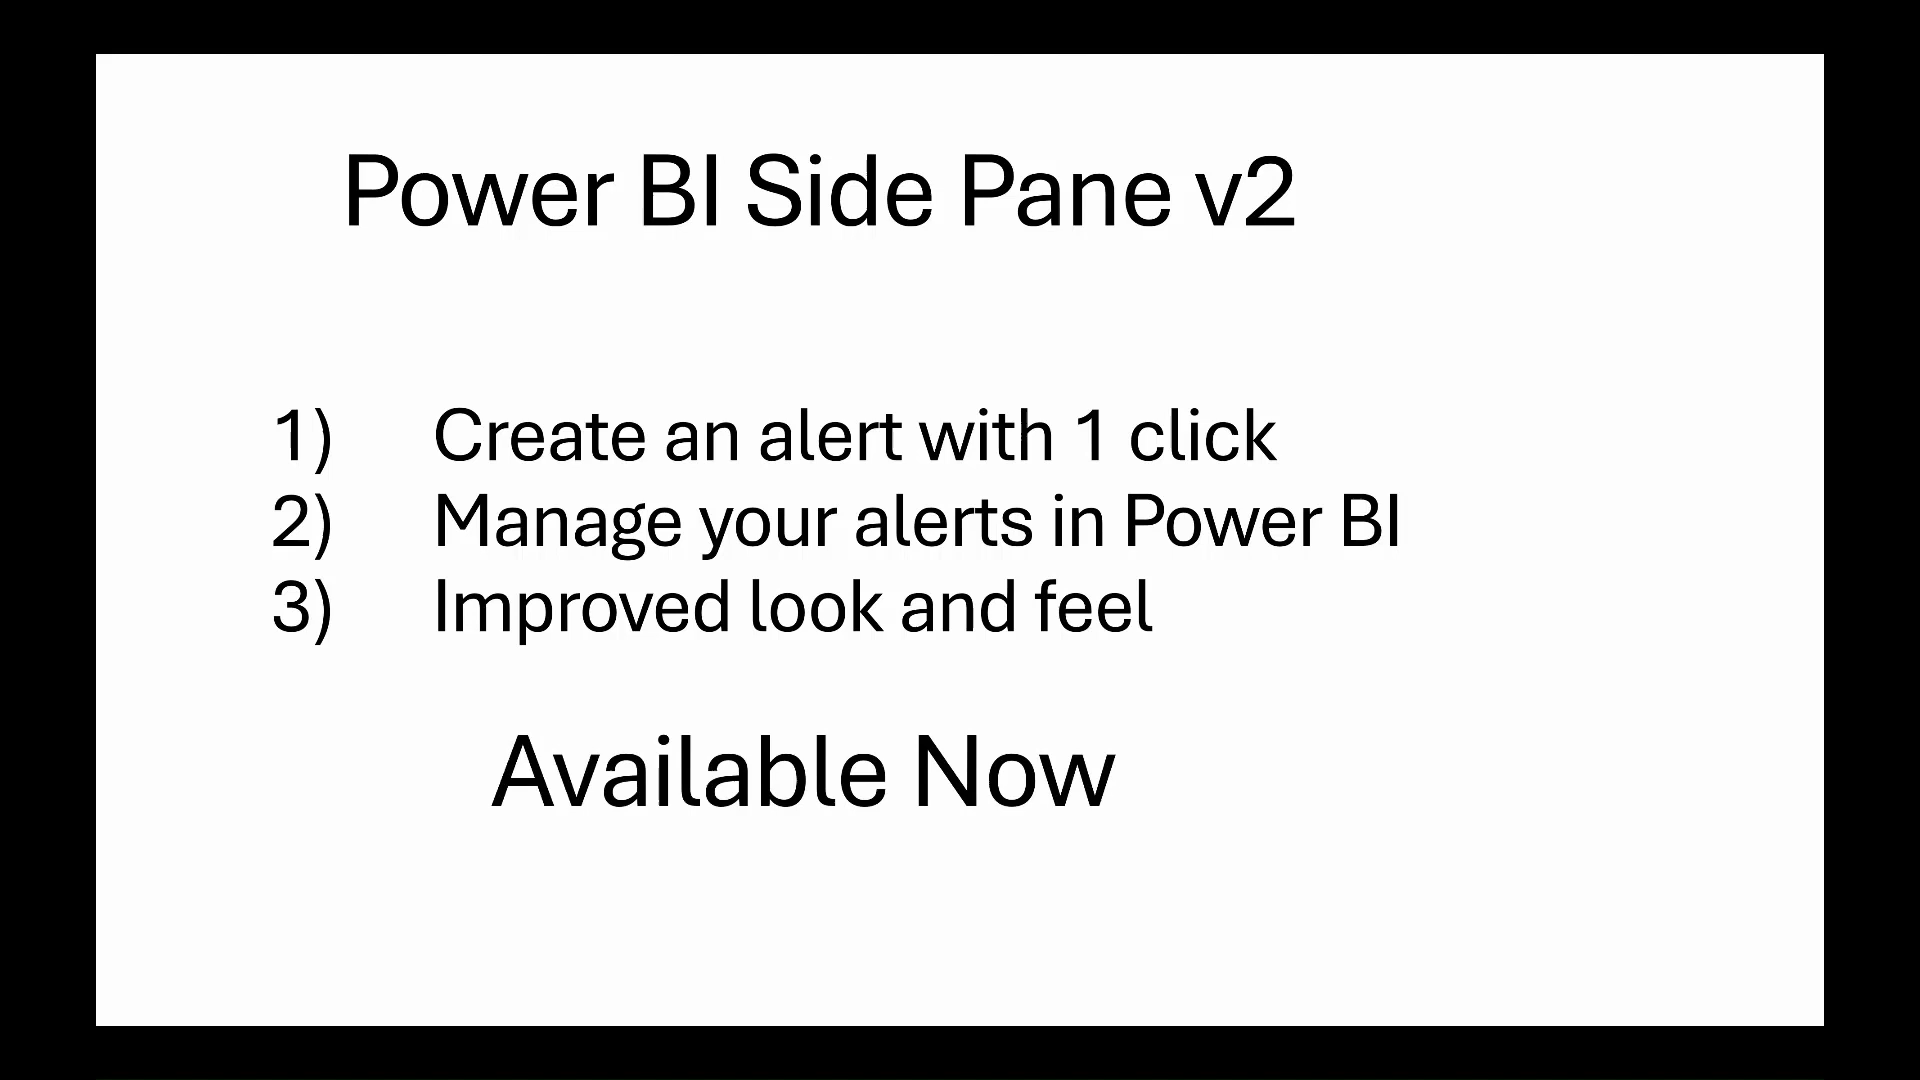 Power BI Side Pane v2
1) Create an alert with 1 click
2) Manage your alerts in Power BI
3) Improved look and feel
Available Now